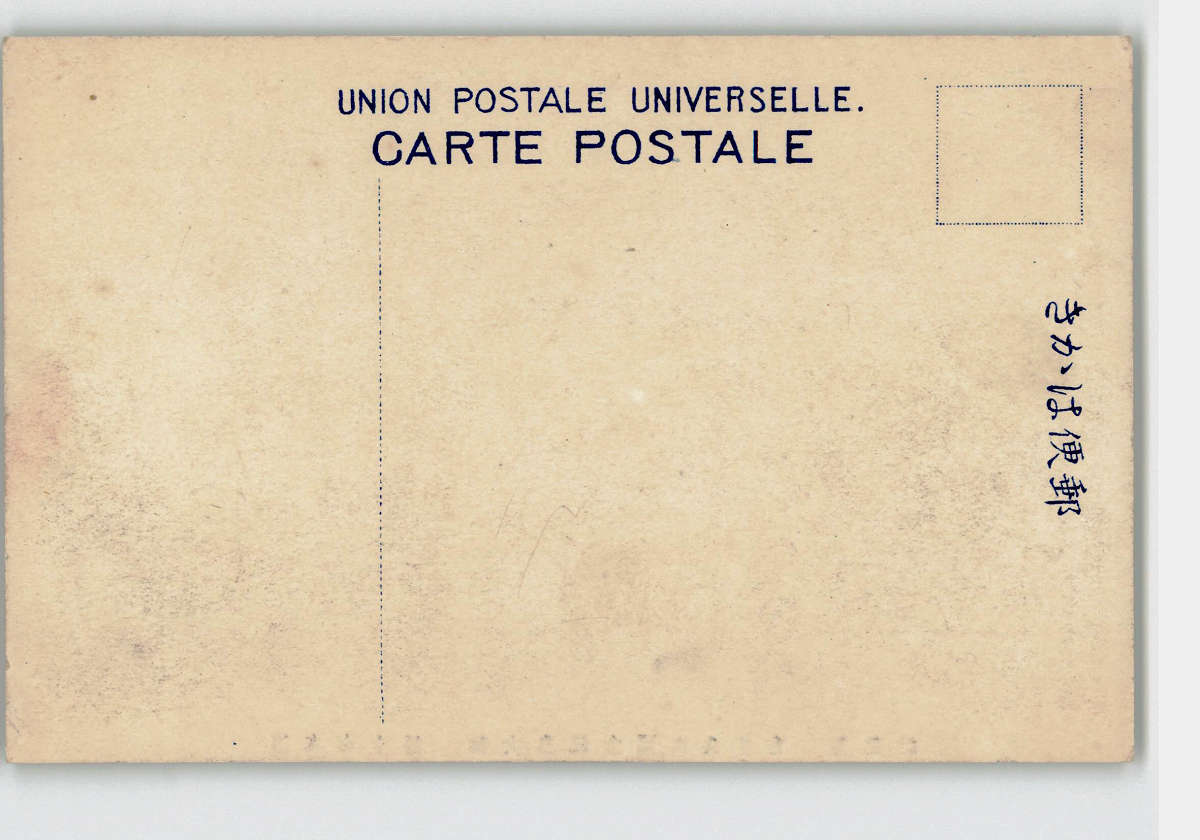 UNION POSTALE UNIVERSELLE.
CARTE POSTALE
郵便はがき